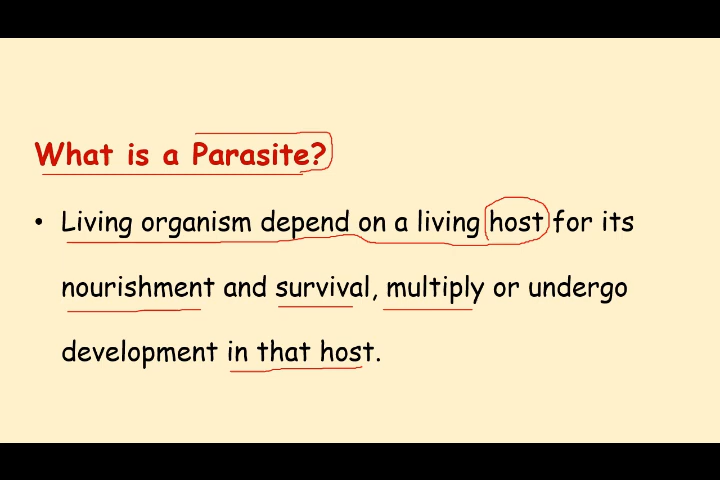 What is a Parasite?
• Living organism depend on a living host for its
nourishment and survival, multiply or undergo
development in that host.